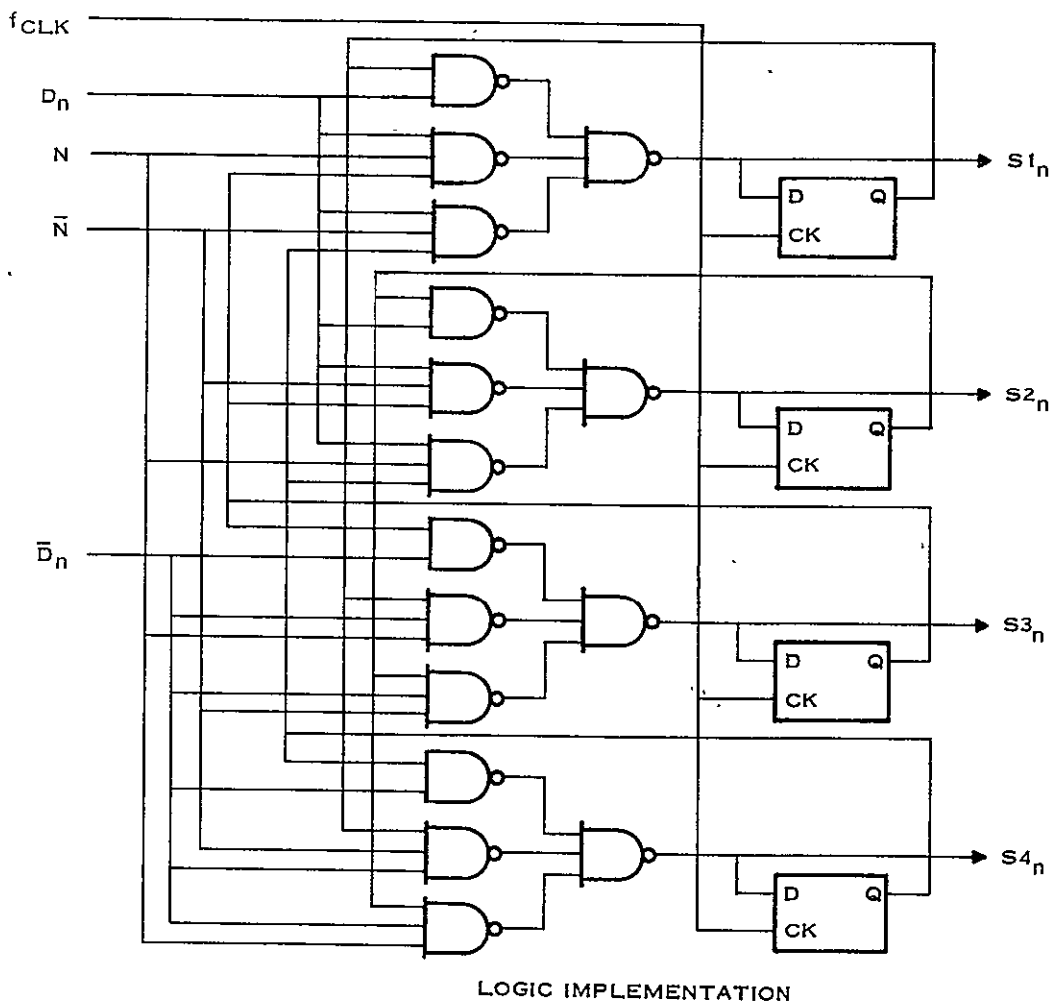 fCLK
Dn
N
N̄
D̄n
D Q
CK
S1n
D Q
CK
S2n
D Q
CK
S3n
D Q
CK
S4n
LOGIC IMPLEMENTATION